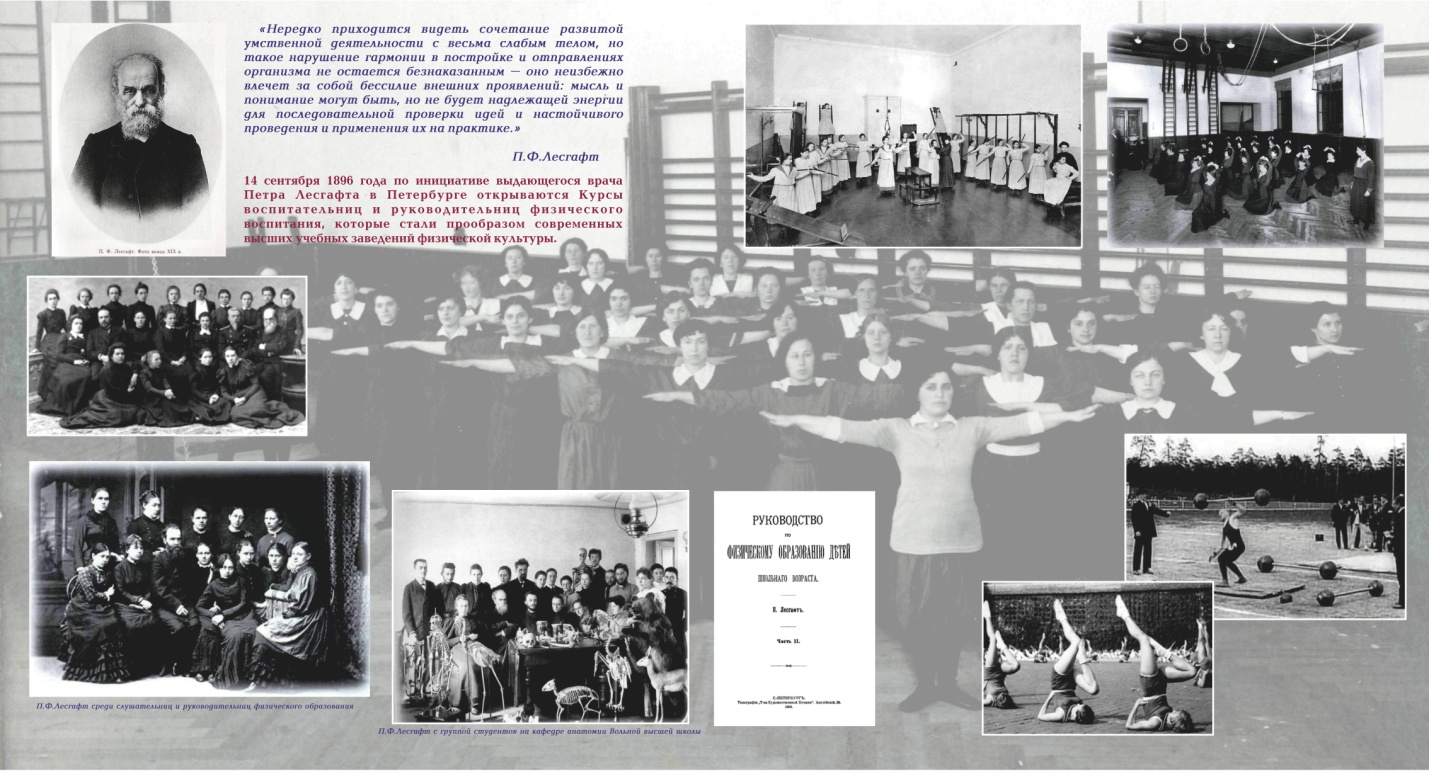 «Нередко приходится видеть сочетание развитой
умственной деятельности с весьма слабым телом, но
такое нарушение гармонии в постройке и отправлениях
организма не остается безнаказанным — оно неизбежно
влечет за собой бессилие внешних проявлений: мысль и
понимание могут быть, но не будет надлежащей энергии
для последовательной проверки идей и настойчивого
проведения и применения их на практике.»
П.Ф.Лесгафт
14 сентября 1896 года по инициативе выдающегося врача
Петра Лесгафта в Петербурге открываются Курсы
воспитательниц и руководительниц физического
воспитания, которые стали прообразом современных
высших учебных заведений физической культуры.
П. Ф. Лесгафт. Фото конца XIX в.
П.Ф.Лесгафт среди слушательниц и руководительниц физического образования
П.Ф.Лесгафт с группой студентов на кафедре анатомии Вольной высшей школы
РУКОВОДСТВО
ПО
ФИЗИЧЕСКОМУ ОБРАЗОВАНІЮ ДѢТЕЙ
ШКОЛЬНАГО ВОЗРАСТА.
П. Лесгафтъ.
Часть II.
С.-ПЕТЕРБУРГЪ.